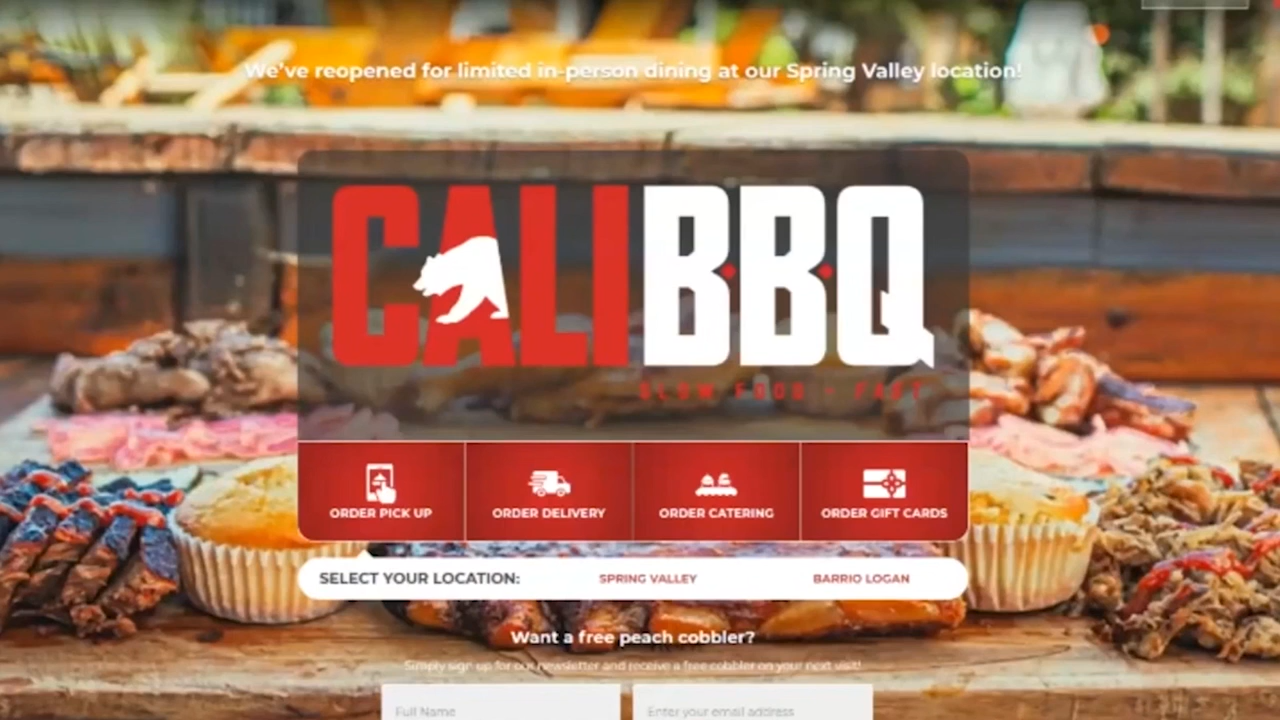 We've reopened for limited in-person dining at our Spring Valley location!
CALIBBQ
SLOW FOOD - FAST
ORDER PICK UP
ORDER DELIVERY
ORDER CATERING
ORDER GIFT CARDS
SELECT YOUR LOCATION:
SPRING VALLEY
BARRIO LOGAN
Want a free peach cobbler?
Simply sign up for our newsletter and receive a free cobbler on your next visit!
Full Name
Enter your email address